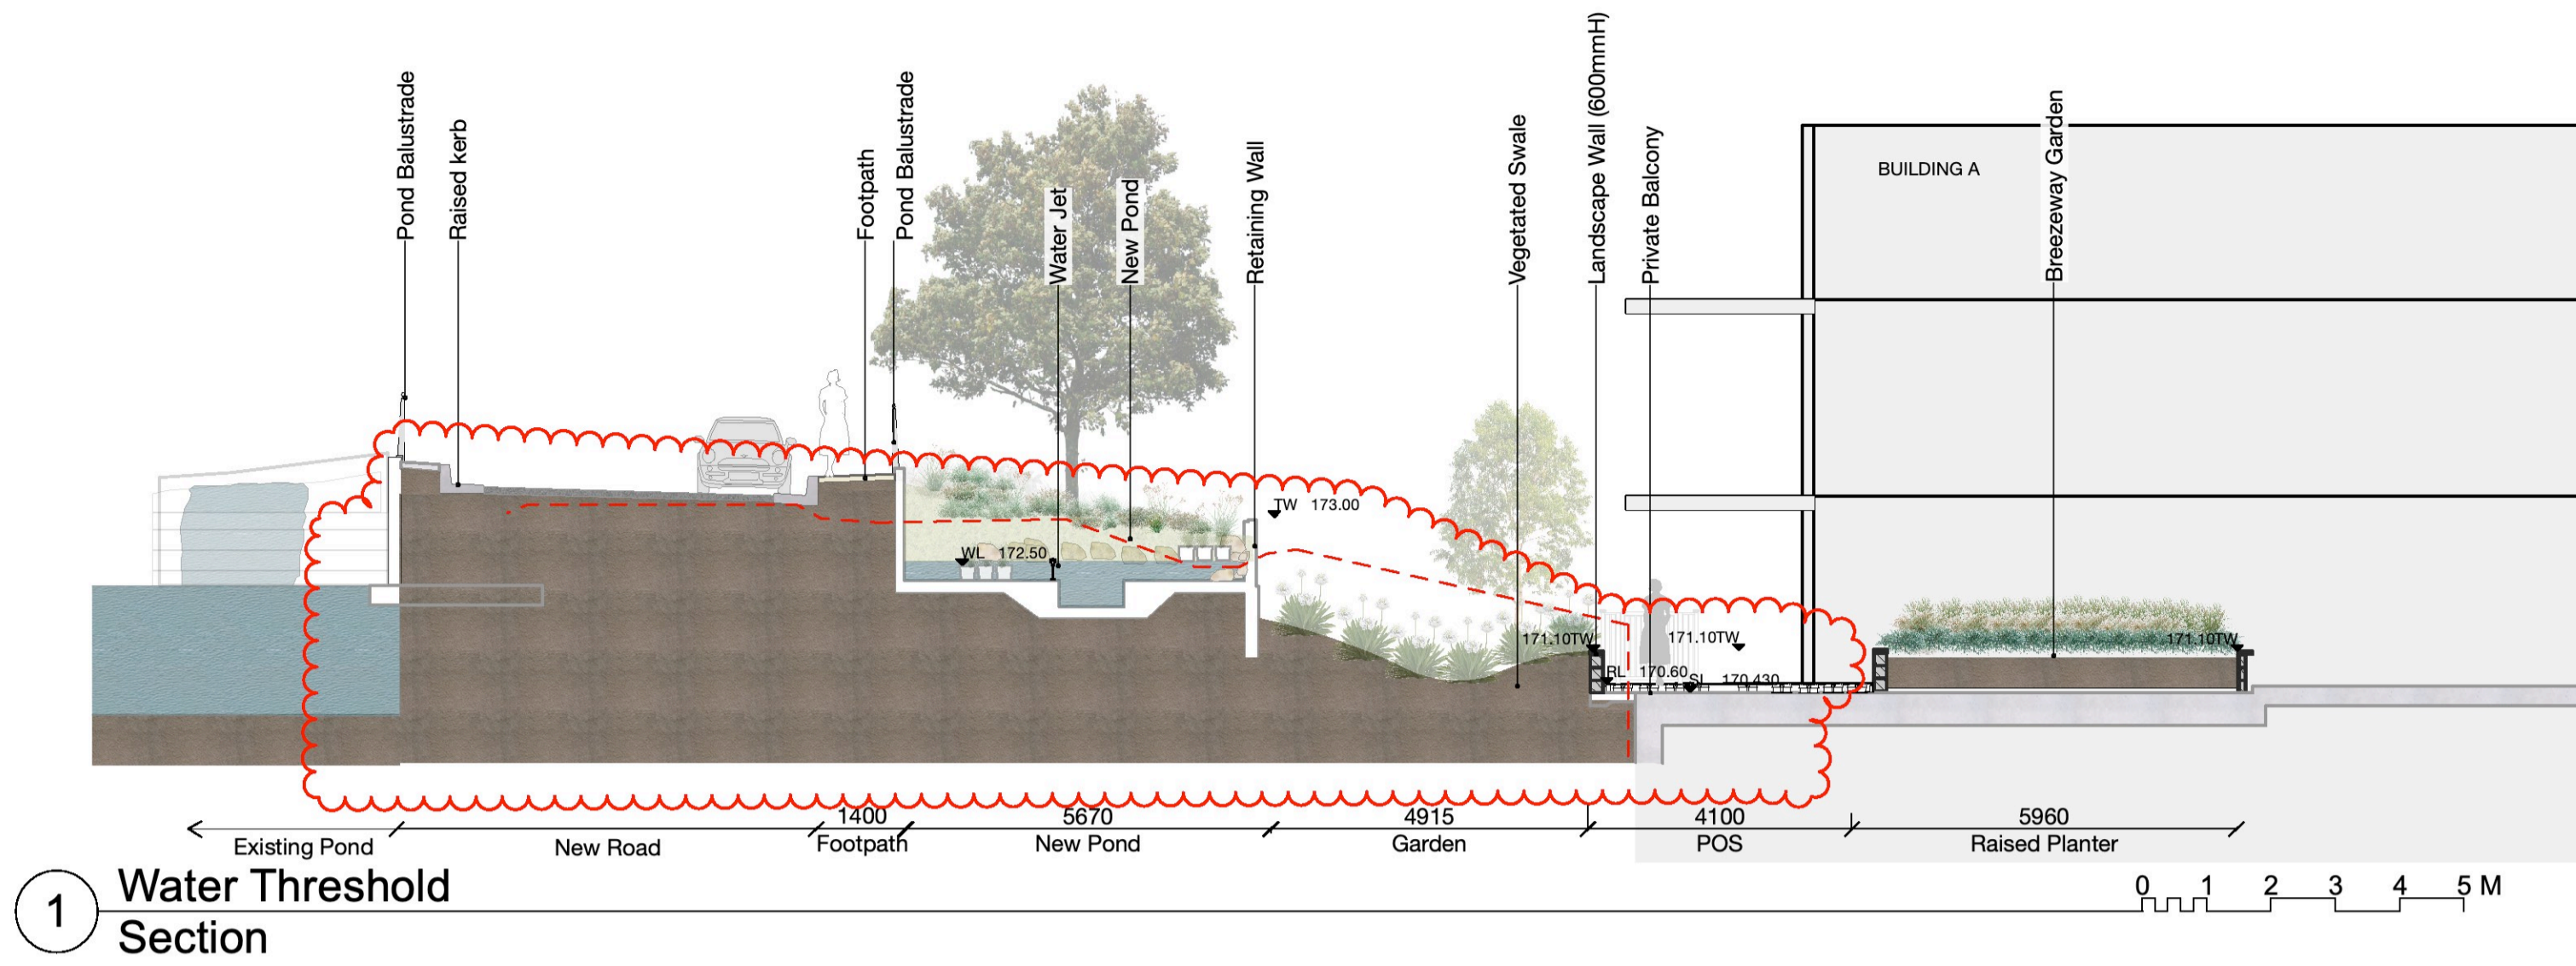 Pond Balustrade
Raised kerb
Footpath
Pond Balustrade
Water Jet
New Pond
Retaining Wall
Vegetated Swale
Landscape Wall (600mmH)
Private Balcony
Breezeway Garden
BUILDING A
TW 173.00
WL 172.50
171.10TW
171.10TW
171.10TW
RL 170.60
SL 170.430
1400
5670
4915
4100
5960
Existing Pond
New Road
Footpath
New Pond
Garden
POS
Raised Planter
1
Water Threshold
Section
0 1 2 3 4 5 M